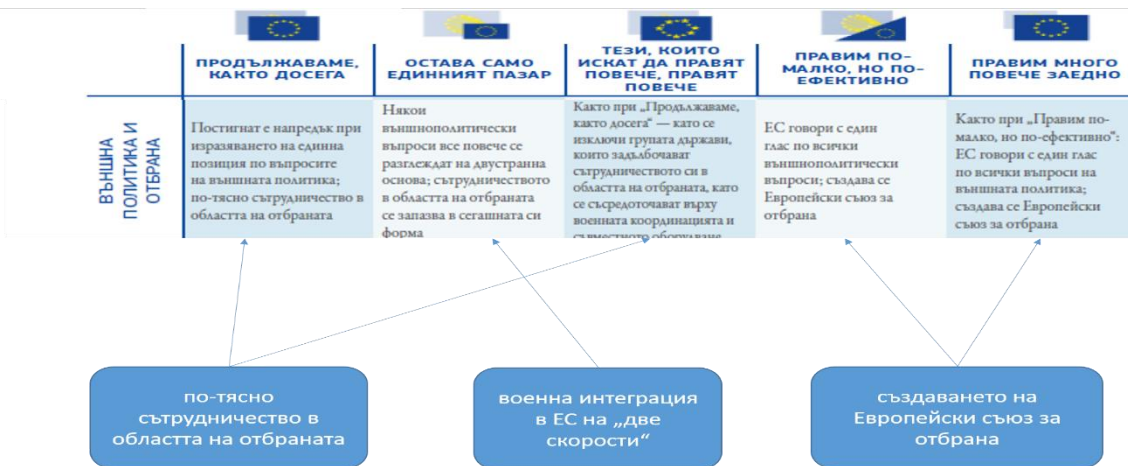 ПРОДЪЛЖАВАМЕ,
КАКТО ДОСЕГА
ОСТАВА САМО
ЕДИННИЯТ ПАЗАР
ТЕЗИ, КОИТО
ИСКАТ ДА ПРАВЯТ
ПОВЕЧЕ, ПРАВЯТ
ПОВЕЧЕ
ПРАВИМ ПО-
МАЛКО, НО ПО-
ЕФЕКТИВНО
ПРАВИМ МНОГО
ПОВЕЧЕ ЗАЕДНО
ВЪНШНА
ПОЛИТИКА И
ОТБРАНА
Постигнат е напредък при
изразяването на единна
позиция по въпросите
на външната политика;
по-тясно сътрудничество в
областта на отбраната
Някои
външнополитически
въпроси все повече се
разглеждат на двустранна
основа; сътрудничеството
в областта на отбраната
се запазва в сегашната си
форма
Както при „Продължаваме,
както досега“ — като се
изключи групата държави,
които задълбочават
сътрудничеството си в
областта на отбраната, като
се съсредоточават върху
военната координацията и
съвместното оборудване
ЕС говори с един
глас по всички
външнополитически
въпроси; създава се
Европейски съюз за
отбрана
Както при „Правим по-
малко, но по-ефективно“:
ЕС говори с един глас
по всички въпроси на
външната политика;
създава се Европейски
съюз за отбрана
по-тясно
сътрудничество в
областта на отбраната
военна интеграция
в ЕС на „две
скорости“
създаването на
Европейски съюз за
отбрана